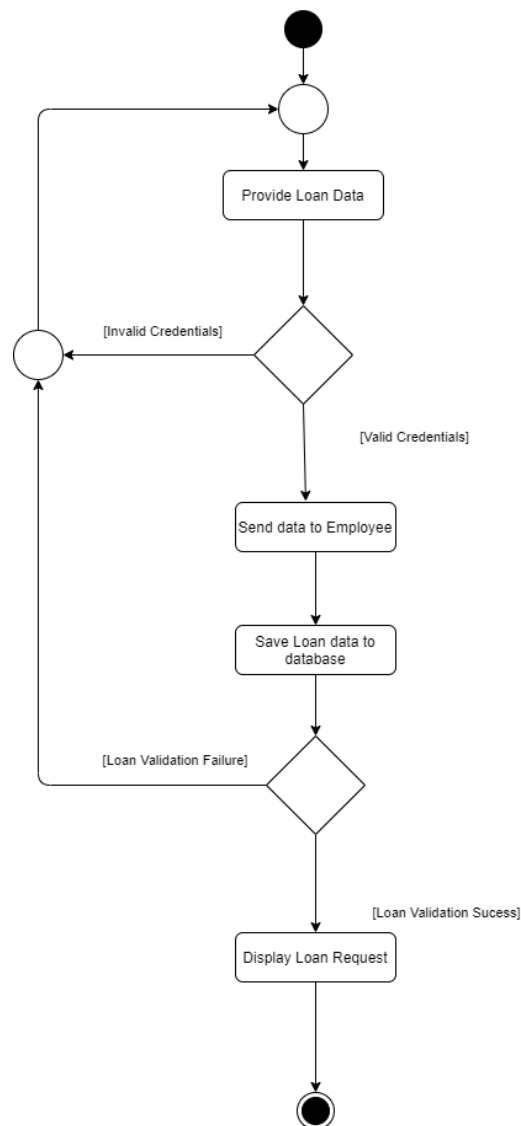 Provide Loan Data
[Invalid Credentials]
[Valid Credentials]
Send data to Employee
Save Loan data to
database
[Loan Validation Failure]
[Loan Validation Sucess]
Display Loan Request